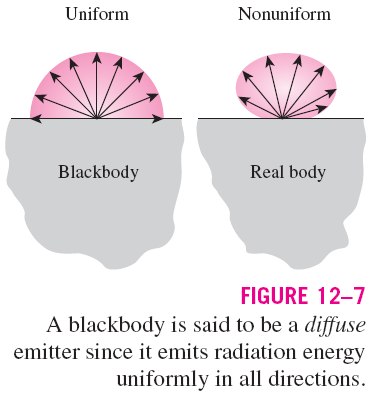 Uniform
Nonuniform
Blackbody
Real body
FIGURE 12–7
A blackbody is said to be a diffuse
emitter since it emits radiation energy
uniformly in all directions.